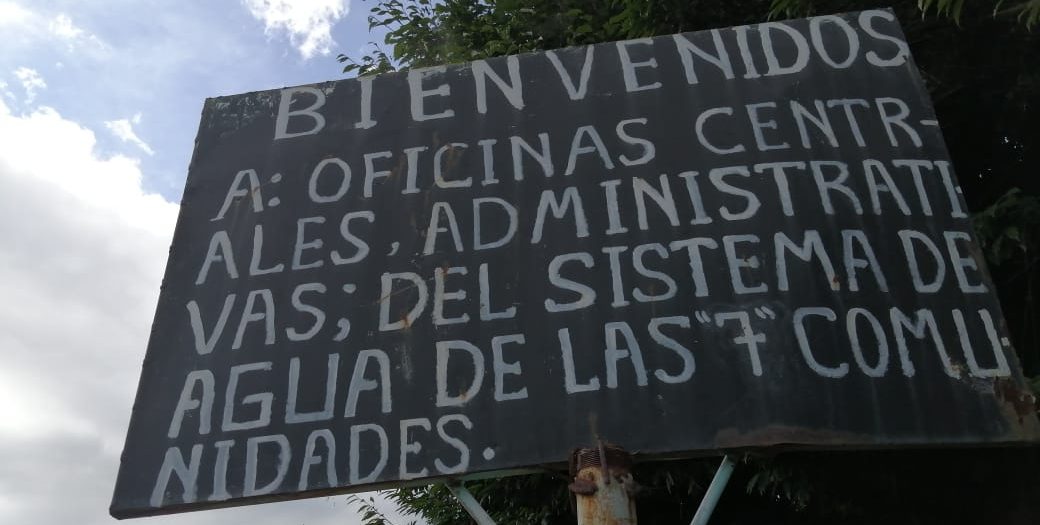 BIENVENIDOS
A: OFICINAS CENTR-
ALES, ADMINISTRATI
VAS; DEL SISTEMA DE
AGUA DE LAS "7" COMU-
NIDADES.